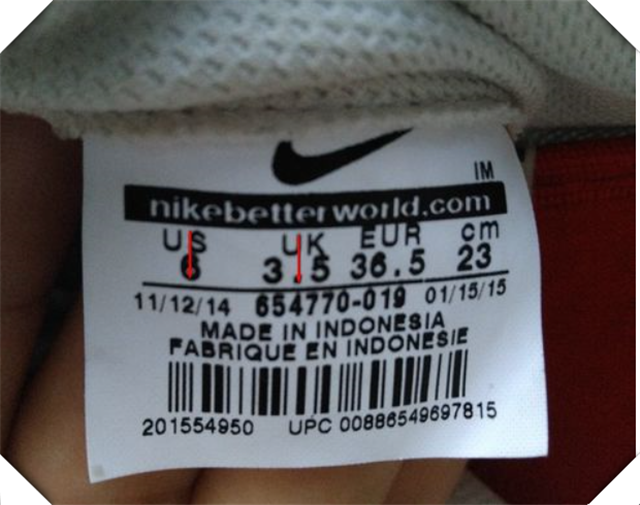 IM
nikebetterworld.com
US UK EUR cm
6 3.5 36.5 23
11/12/14 654770-019 01/15/15
MADE IN INDONESIA
FABRIQUE EN INDONESIE
201554950 UPC 00886549697815